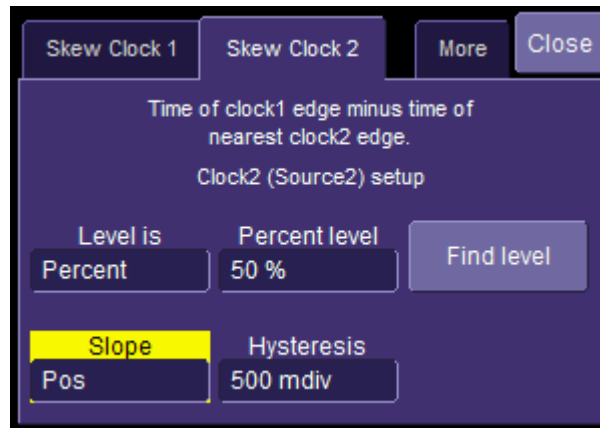 Skew Clock 1 Skew Clock 2 More Close
Time of clock1 edge minus time of
nearest clock2 edge.
Clock2 (Source2) setup
Level is Percent level
Percent 50 % Find level
Slope Hysteresis
Pos 500 mdiv